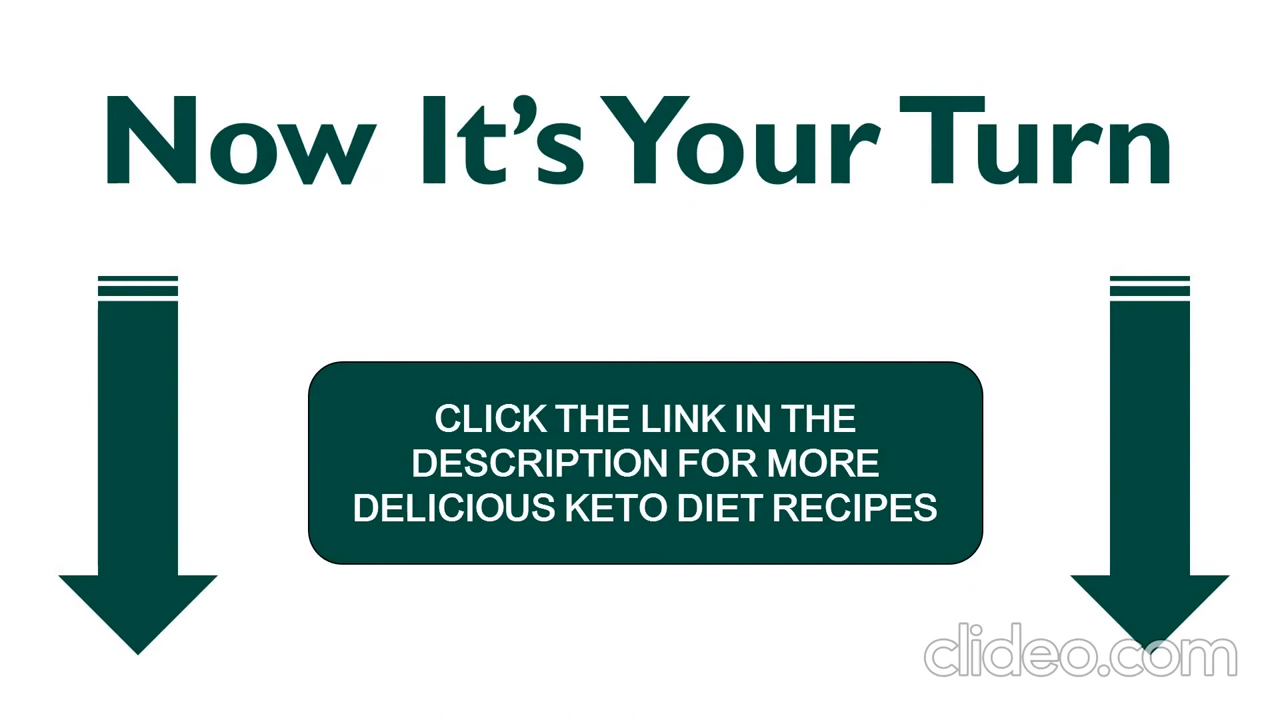 Now It's Your Turn
CLICK THE LINK IN THE
DESCRIPTION FOR MORE
DELICIOUS KETO DIET RECIPES
clideo.com